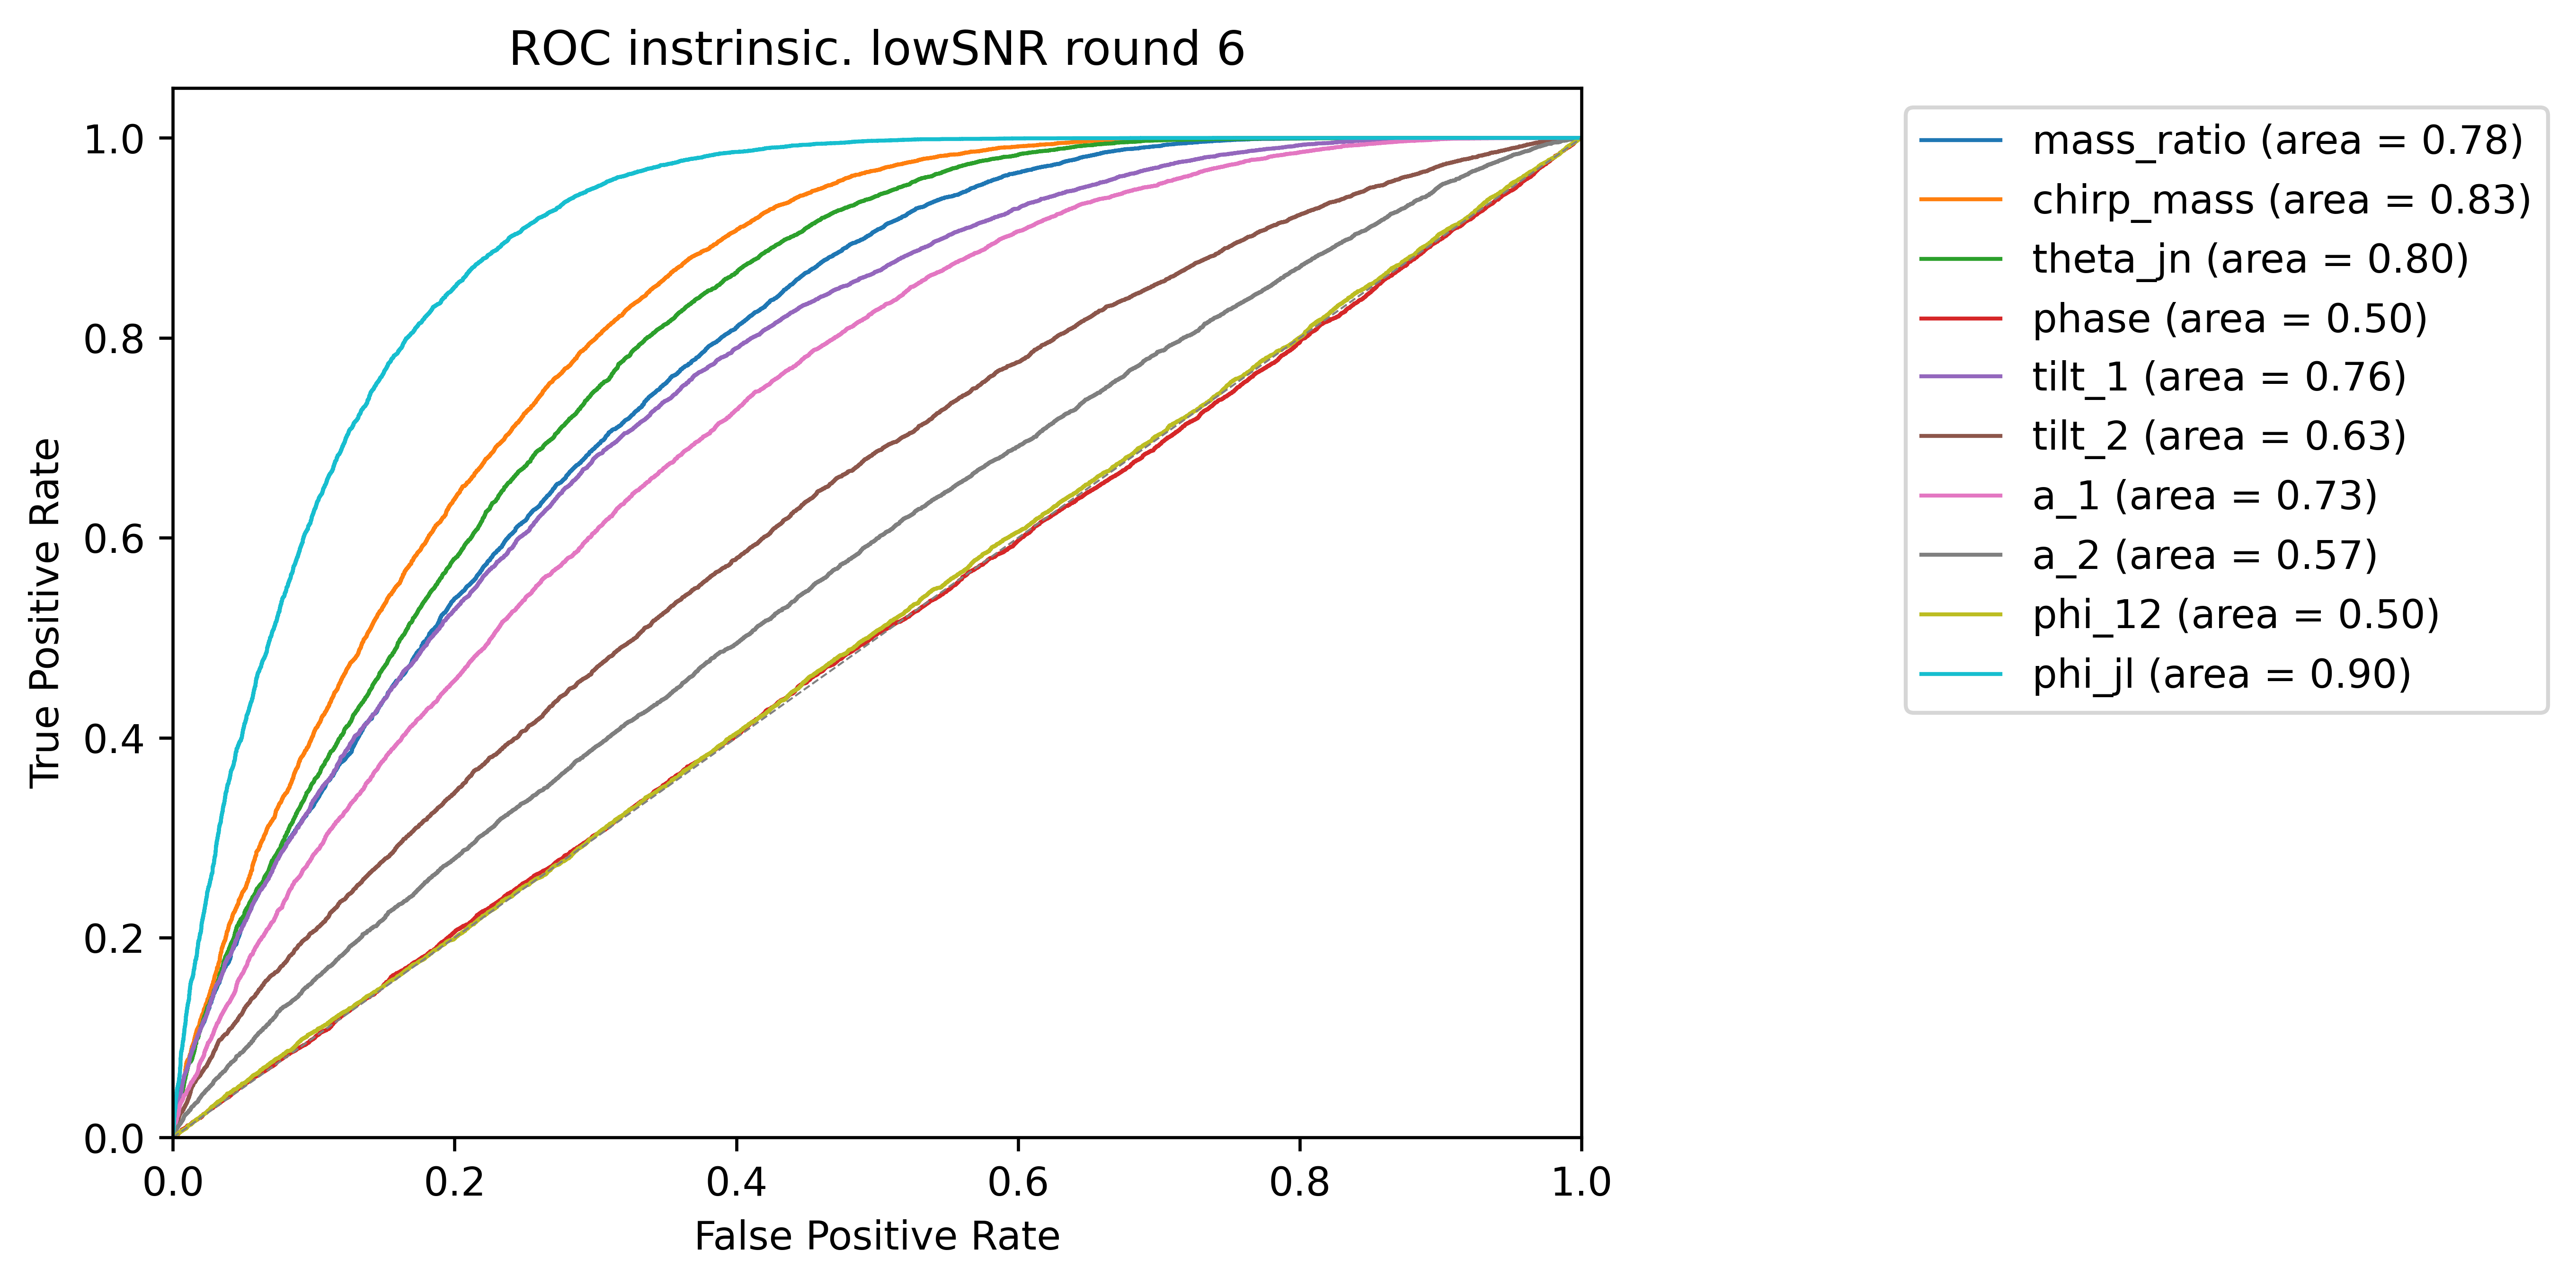 ROC instrinsic. lowSNR round 6
True Positive Rate
1.0
0.8
0.6
0.4
0.2
0.0
0.0 0.2 0.4 0.6 0.8 1.0
False Positive Rate
mass_ratio (area = 0.78)
chirp_mass (area = 0.83)
theta_jn (area = 0.80)
phase (area = 0.50)
tilt_1 (area = 0.76)
tilt_2 (area = 0.63)
a_1 (area = 0.73)
a_2 (area = 0.57)
phi_12 (area = 0.50)
phi_jl (area = 0.90)